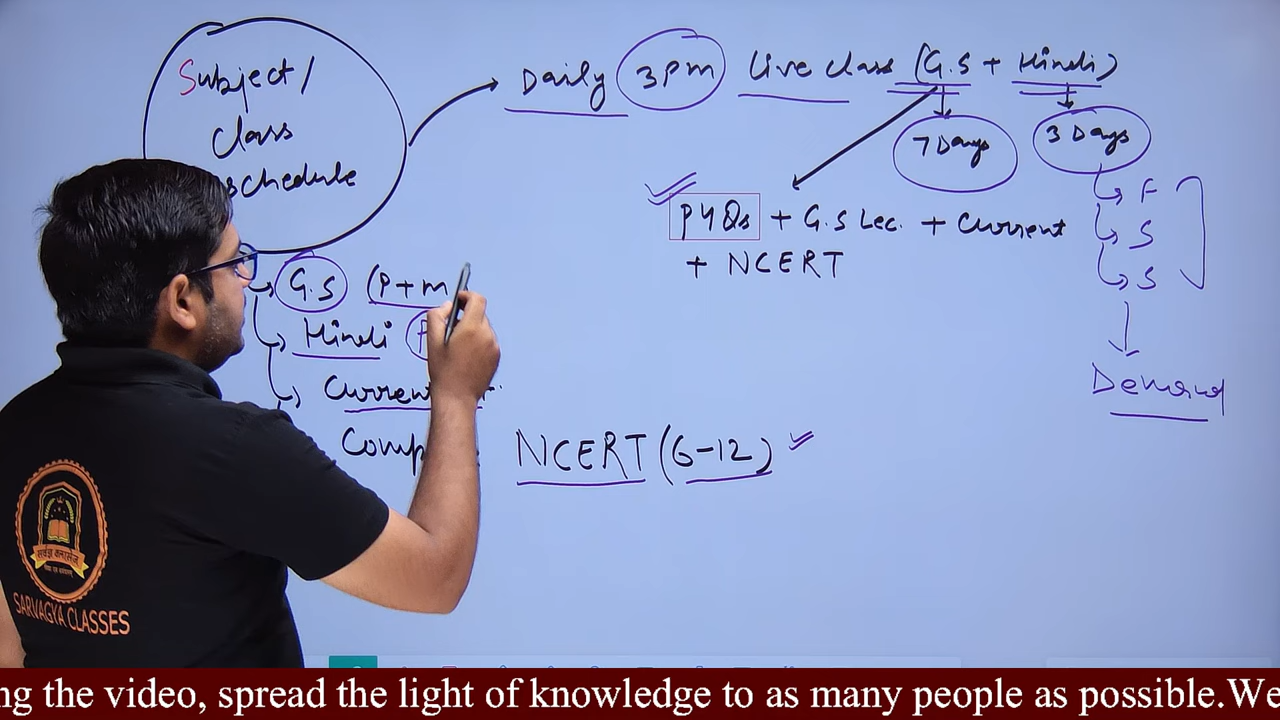 Subject/
Class
schedule
Daily 3pm Live class (G.S + Hindi)
7 Days
3 Days
PYQs + G.S Lec. + Current
+ NCERT
F
S
S
Demand
G.S (P+m
Hindi
NCERT (6-12)
सर्वज्ञ क्लासेज
SARVAGYA CLASSES
ng the video, spread the light of knowledge to as many people as possible.We